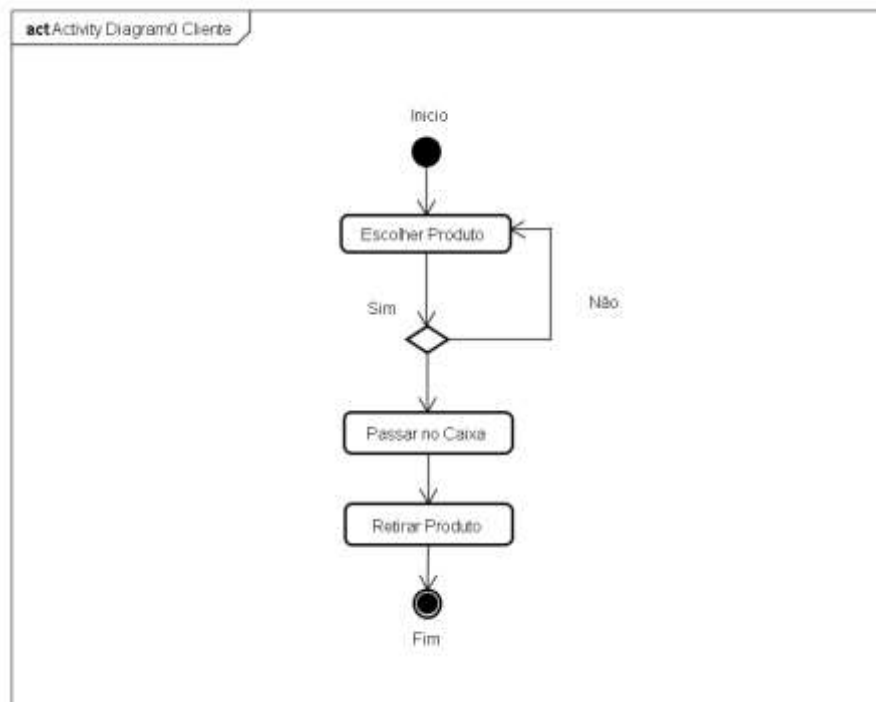 act Activity Diagram0 Cliente
Inicio
Escolher Produto
Sim
Não
Passar no Caixa
Retirar Produto
Fim